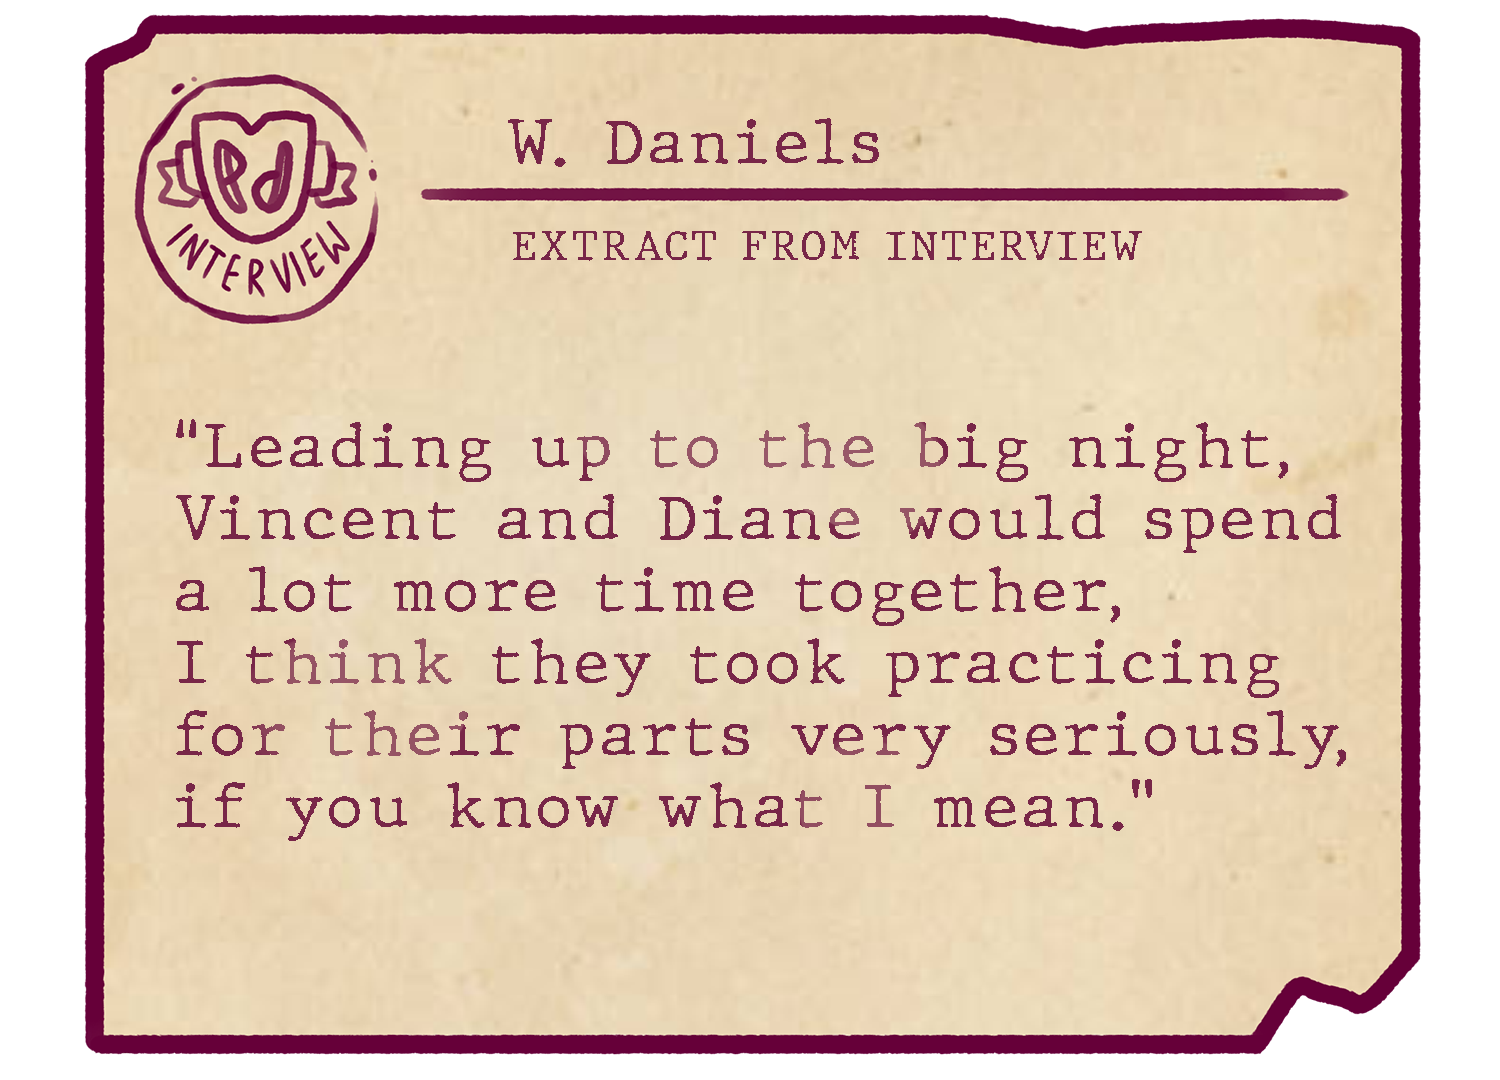 Pd
INTERVIEW
W. Daniels
EXTRACT FROM INTERVIEW
“Leading up to the big night,
Vincent and Diane would spend
a lot more time together,
I think they took practicing
for their parts very seriously,
if you know what I mean."